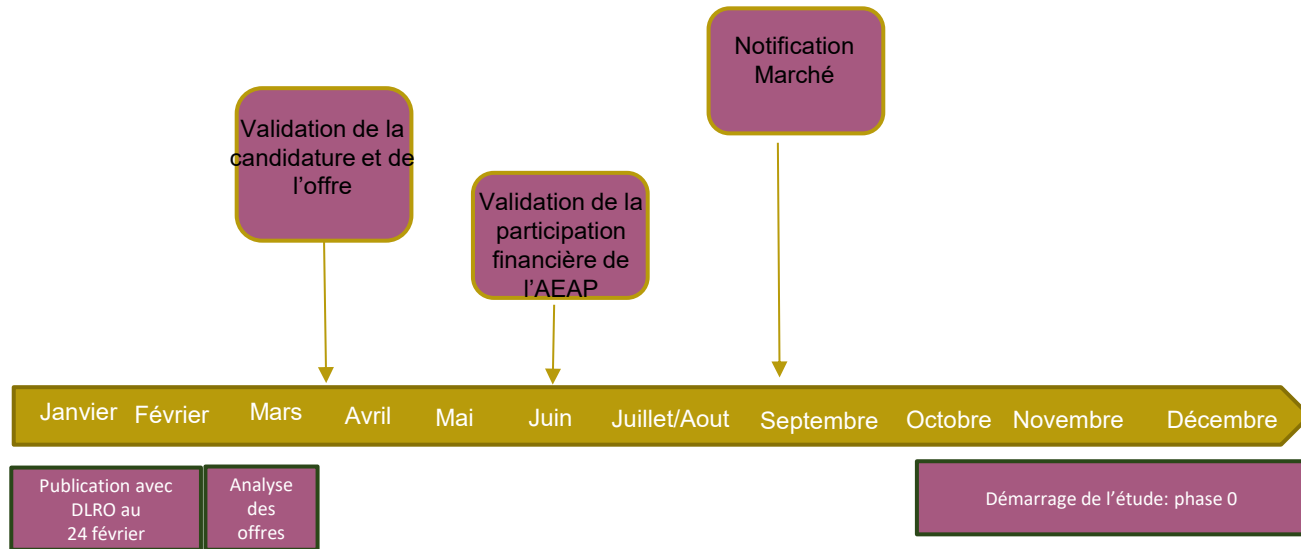 Notification
Marché
Validation de la
candidature et de
l’offre
Validation de la
participation
financière de
l’AEAP
Janvier Février Mars Avril Mai Juin Juillet/Aout Septembre Octobre Novembre Décembre
Publication avec
DLRO au
24 février
Analyse
des
offres
Démarrage de l’étude: phase 0